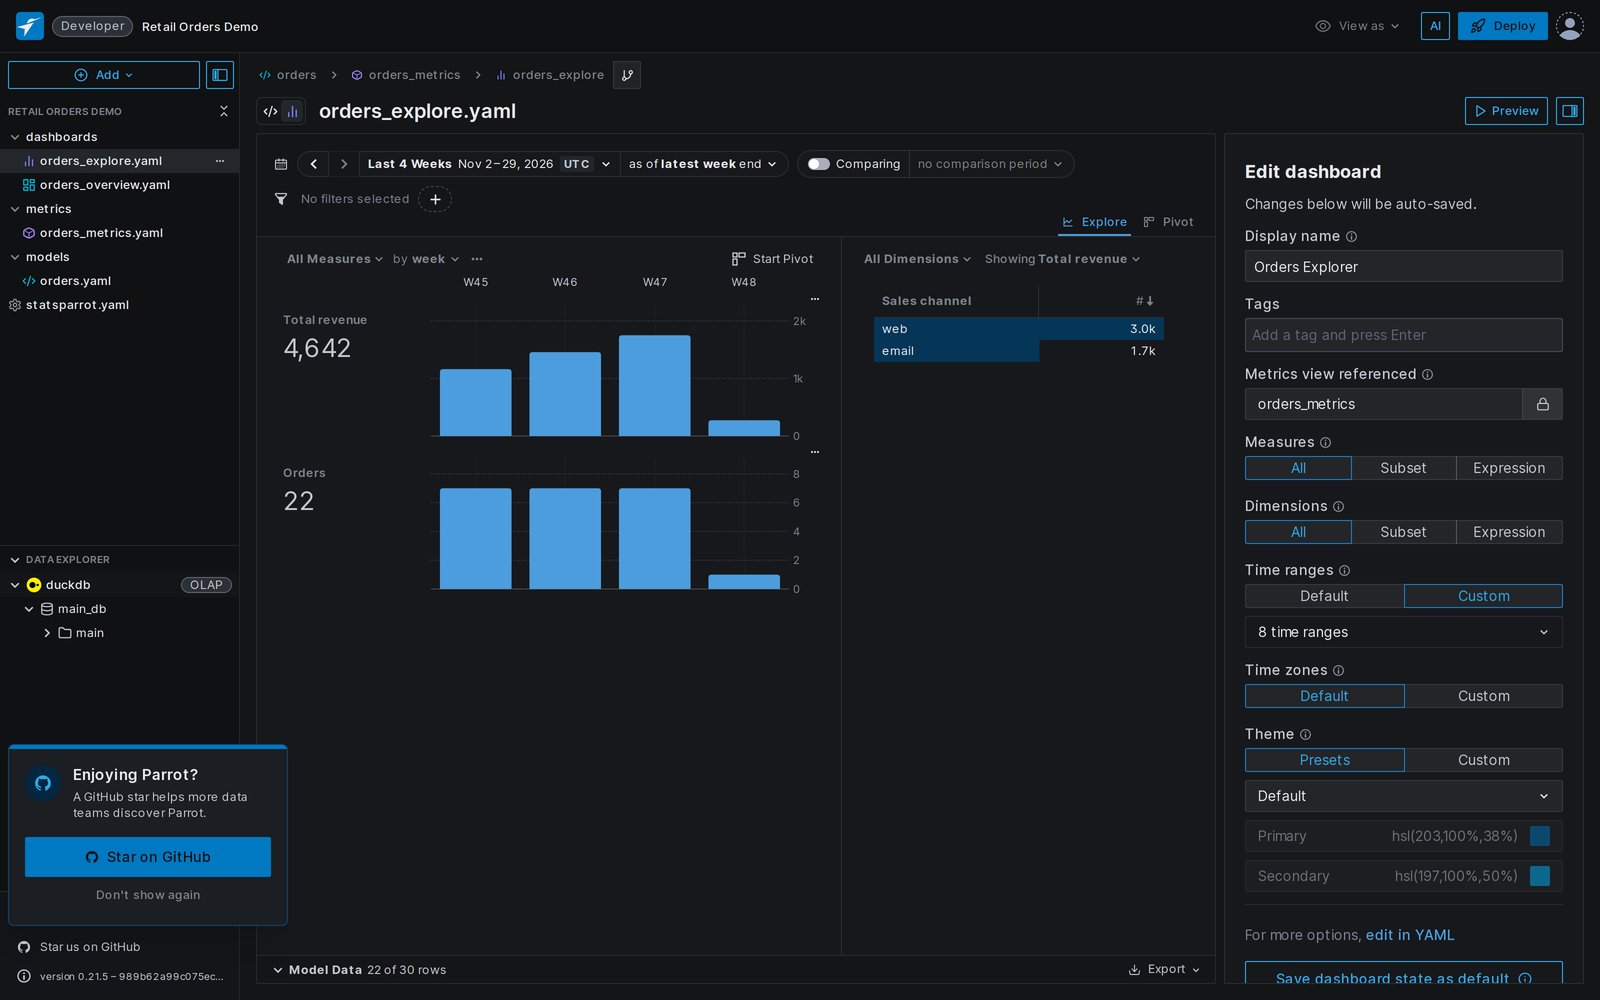 Developer
Retail Orders Demo
View as
AI
Deploy
Add
RETAIL ORDERS DEMO
dashboards
orders_explore.yaml
orders_overview.yaml
metrics
orders_metrics.yaml
models
orders.yaml
statsparrot.yaml
DATA EXPLORER
duckdb
OLAP
main_db
main
Enjoying Parrot?
A GitHub star helps more data
teams discover Parrot.
Star on GitHub
Don't show again
Star us on GitHub
version 0.21.5 – 989b62a99c075ec...
orders
orders_metrics
orders_explore
orders_explore.yaml
Preview
Last 4 Weeks Nov 2–29, 2026 UTC
as of latest week end
Comparing
no comparison period
No filters selected
Explore
Pivot
All Measures
by week
Start Pivot
W45
W46
W47
W48
Total revenue
4,642
2k
1k
0
Orders
22
8
6
4
2
0
All Dimensions
Showing Total revenue
Sales channel
#
web
3.0k
email
1.7k
Model Data 22 of 30 rows
Export
Edit dashboard
Changes below will be auto-saved.
Display name
Orders Explorer
Tags
Add a tag and press Enter
Metrics view referenced
orders_metrics
Measures
All
Subset
Expression
Dimensions
All
Subset
Expression
Time ranges
Default
Custom
8 time ranges
Time zones
Default
Custom
Theme
Presets
Custom
Default
Primary
hsl(203,100%,38%)
Secondary
hsl(197,100%,50%)
For more options, edit in YAML
Save dashboard state as default